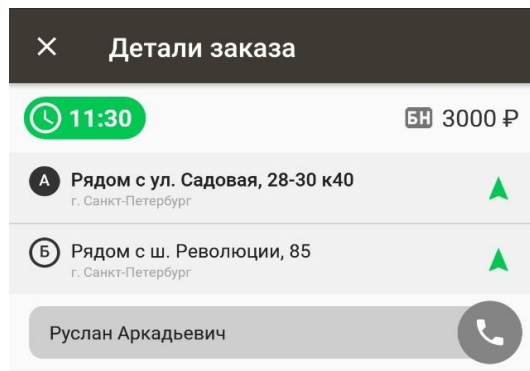 Детали заказа
11:30
БН 3000 ₽
А Рядом с ул. Садовая, 28-30 к40
г. Санкт-Петербург
Б Рядом с ш. Революции, 85
г. Санкт-Петербург
Руслан Аркадьевич